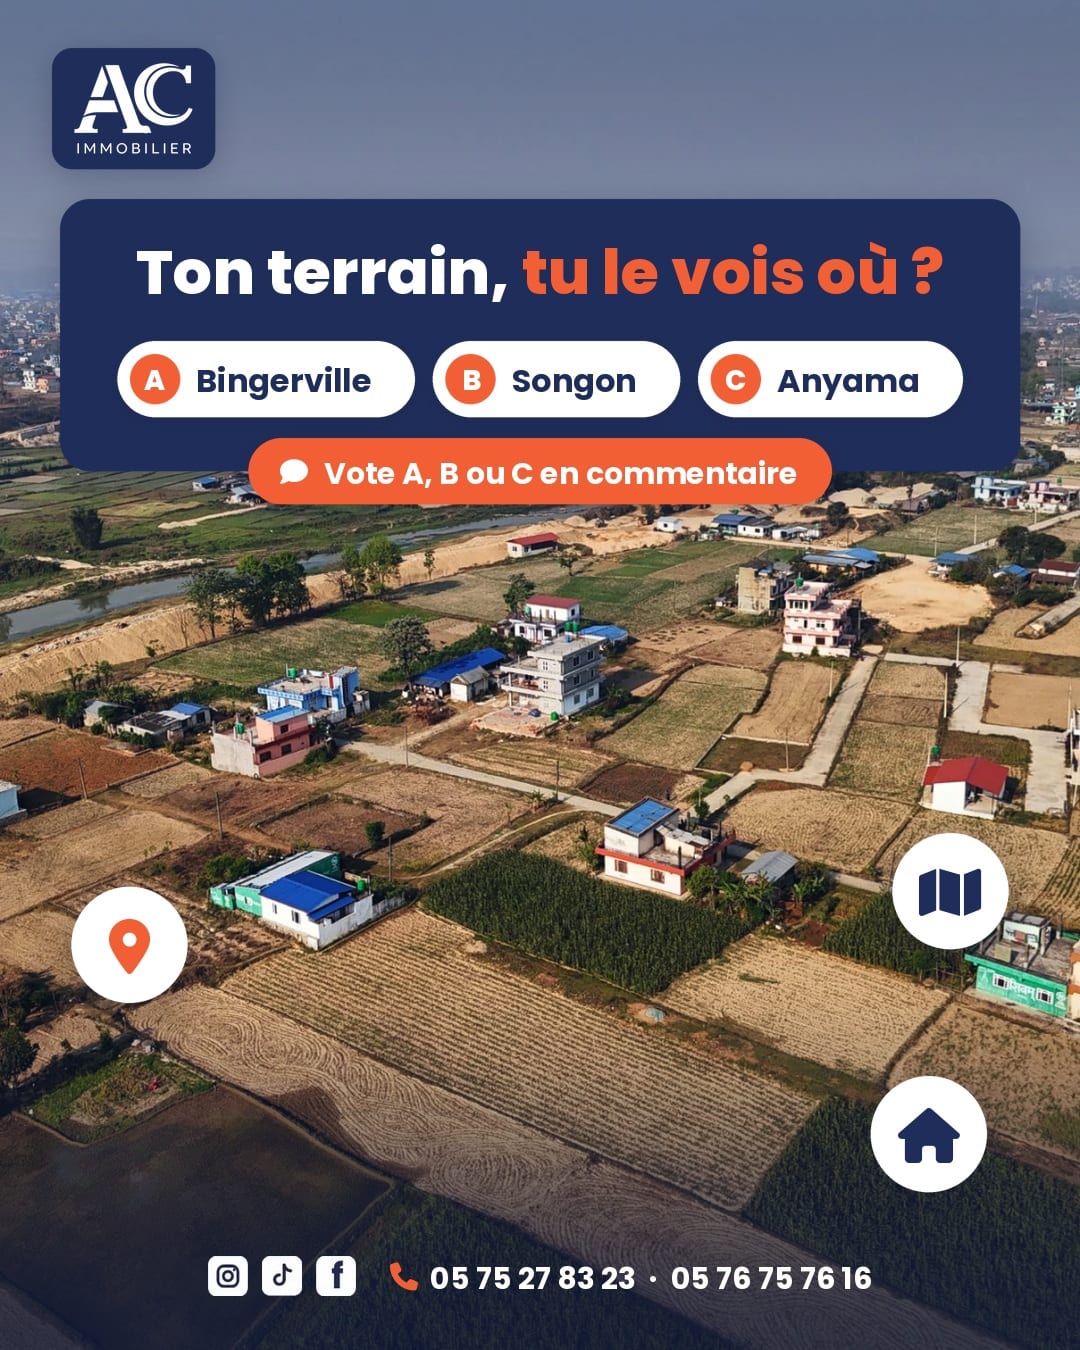 AC
IMMOBILIER
Ton terrain, tu le vois où ?
A Bingerville B Songon C Anyama
Vote A, B ou C en commentaire
05 75 27 83 23 · 05 76 75 76 16